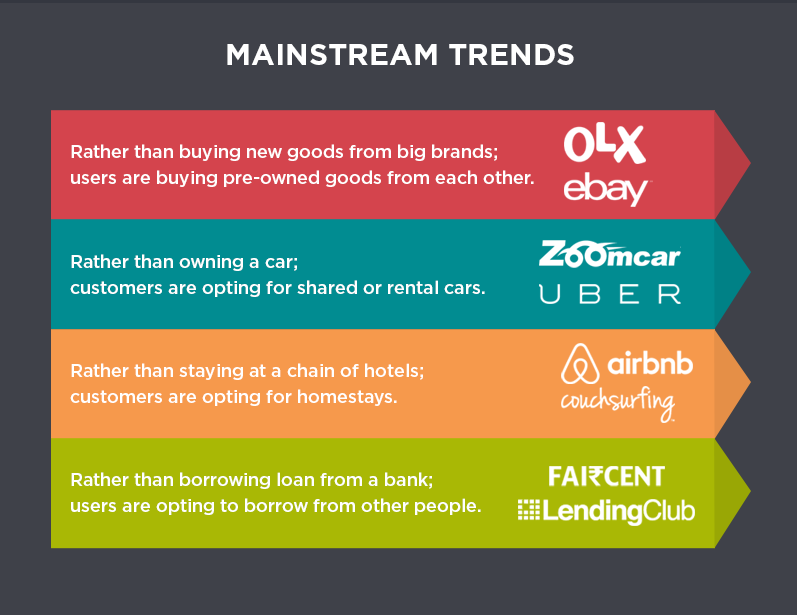 MAINSTREAM TRENDS
Rather than buying new goods from big brands;
users are buying pre-owned goods from each other.
OLX
ebay
Rather than owning a car;
customers are opting for shared or rental cars.
Zoomcar
UBER
Rather than staying at a chain of hotels;
customers are opting for homestays.
airbnb
couchsurfing
Rather than borrowing loan from a bank;
users are opting to borrow from other people.
FAI₹CENT
LendingClub